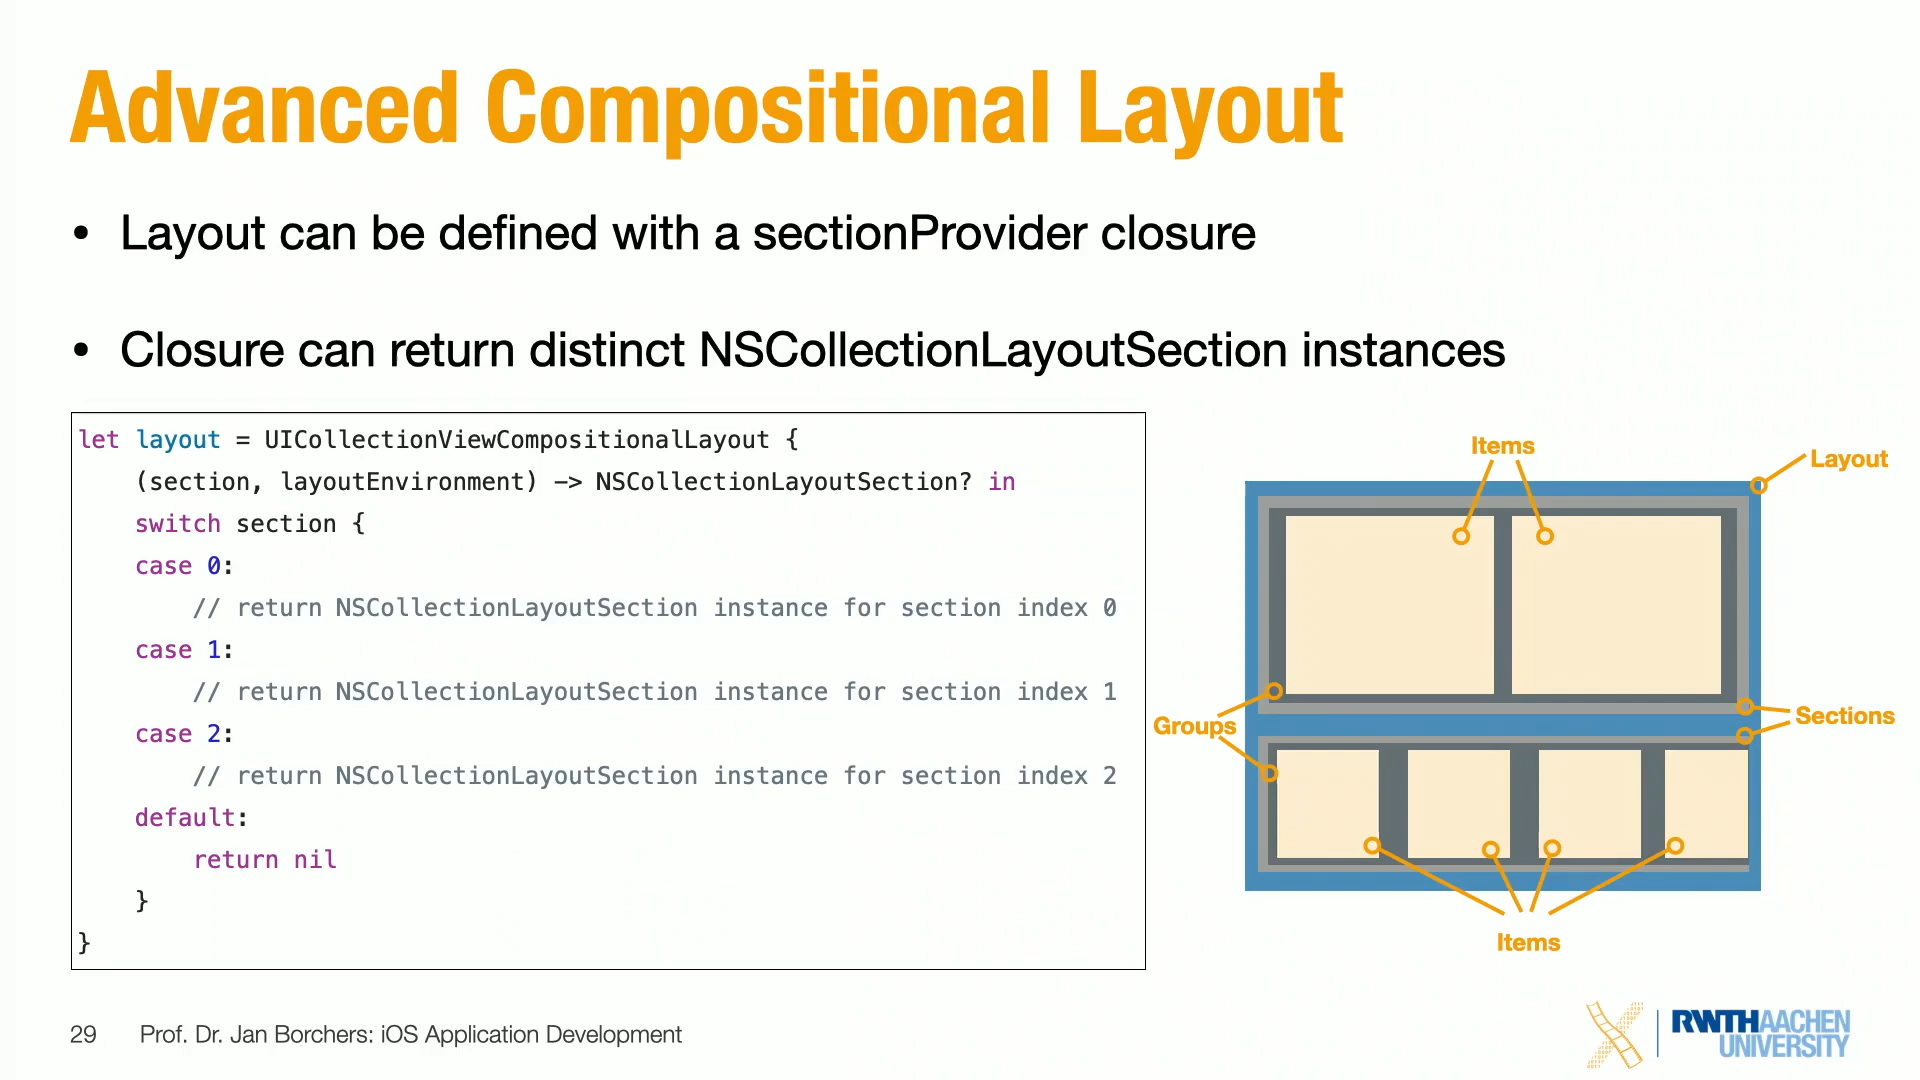 Advanced Compositional Layout
• Layout can be defined with a sectionProvider closure
• Closure can return distinct NSCollectionLayoutSection instances
let layout = UICollectionViewCompositionalLayout {
    (section, layoutEnvironment) -> NSCollectionLayoutSection? in
    switch section {
    case 0:
        // return NSCollectionLayoutSection instance for section index 0
    case 1:
        // return NSCollectionLayoutSection instance for section index 1
    case 2:
        // return NSCollectionLayoutSection instance for section index 2
    default:
        return nil
    }
}
Items
Layout
Groups
Sections
Items
29 Prof. Dr. Jan Borchers: iOS Application Development
RWTHAACHEN
UNIVERSITY